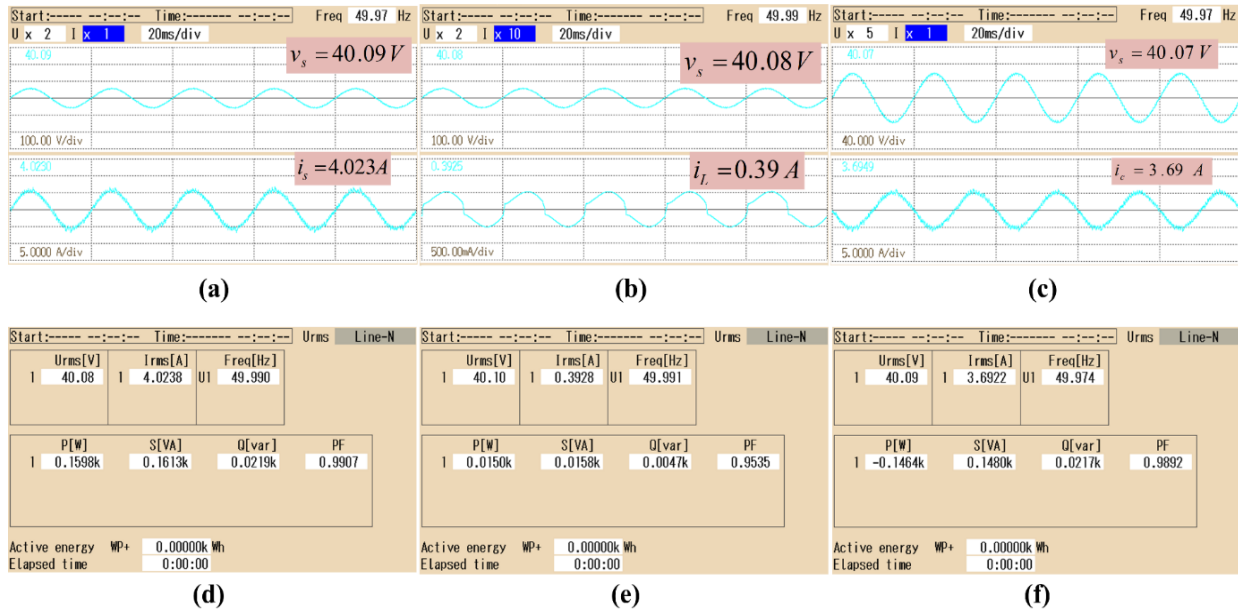 Start:----- --:--:-- Time:------- --:--:-- Freq 49.97 Hz
U x 2 I x 1 20ms/div
40.09
v_s = 40.09 V
100.00 V/div
4.0230
i_s = 4.023A
5.0000 A/div
(a)
Start:----- --:--:-- Time:------- --:--:-- Freq 49.99 Hz
U x 2 I x 10 20ms/div
40.08
v_s = 40.08 V
100.00 V/div
0.3925
i_L = 0.39 A
500.00mA/div
(b)
Start:----- --:--:-- Time:------- --:--:-- Freq 49.97 Hz
U x 5 I x 1 20ms/div
40.07
v_s = 40.07 V
40.000 V/div
3.6949
i_c = 3.69 A
5.0000 A/div
(c)
Start:----- --:--:-- Time:------- --:--:-- Urms Line-N
Urms[V] Irms[A] Freq[Hz]
1 40.08 1 4.0238 U1 49.990
P[W] S[VA] Q[var] PF
1 0.1598k 0.1613k 0.0219k 0.9907
Active energy WP+ 0.00000k Wh
Elapsed time 0:00:00
(d)
Start:----- --:--:-- Time:------- --:--:-- Urms Line-N
Urms[V] Irms[A] Freq[Hz]
1 40.10 1 0.3928 U1 49.991
P[W] S[VA] Q[var] PF
1 0.0150k 0.0158k 0.0047k 0.9535
Active energy WP+ 0.00000k Wh
Elapsed time 0:00:00
(e)
Start:----- --:--:-- Time:------- --:--:-- Urms Line-N
Urms[V] Irms[A] Freq[Hz]
1 40.09 1 3.6922 U1 49.974
P[W] S[VA] Q[var] PF
1 -0.1464k 0.1480k 0.0217k 0.9892
Active energy WP+ 0.00000k Wh
Elapsed time 0:00:00
(f)